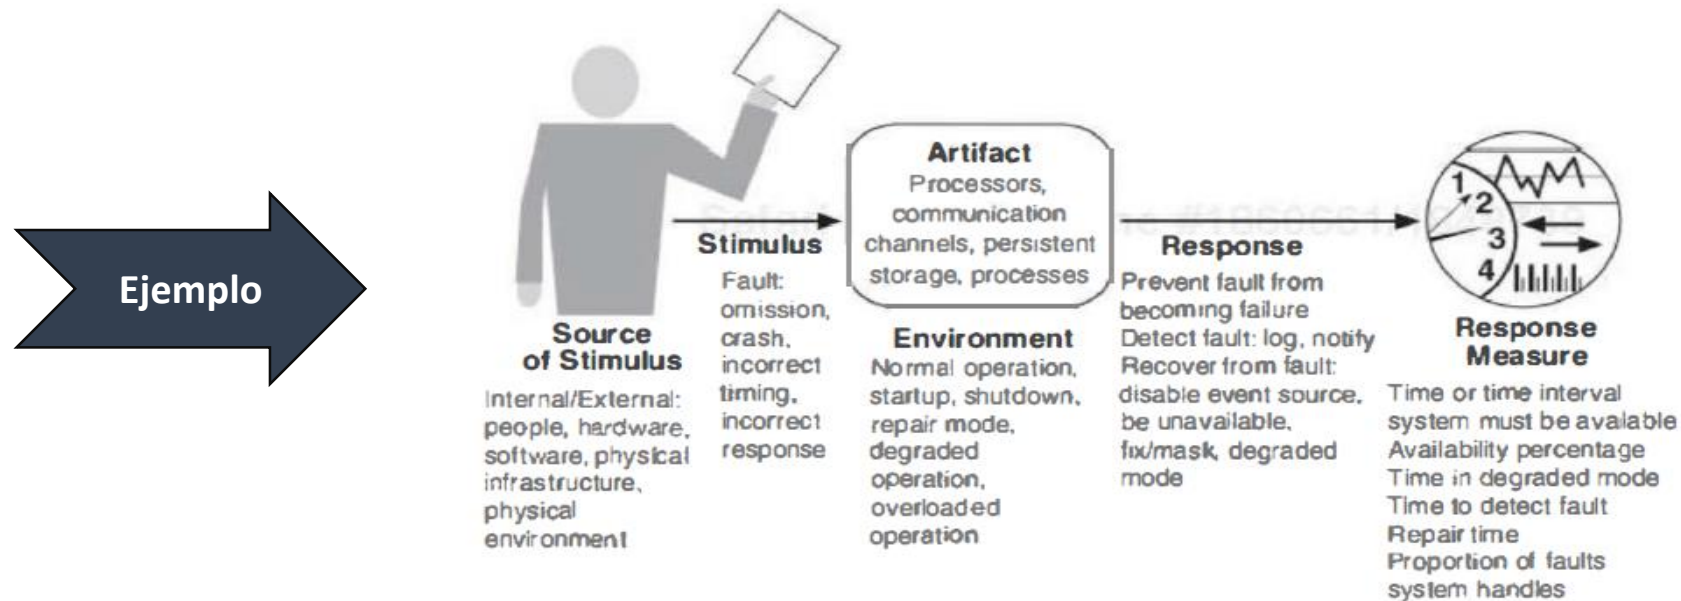 Ejemplo
Source
of Stimulus
Internal/External:
people, hardware,
software, physical
infrastructure,
physical
environment
Stimulus
Fault:
omission,
crash,
incorrect
timing,
incorrect
response
Artifact
Processors,
communication
channels, persistent
storage, processes
Environment
Normal operation,
startup, shutdown,
repair mode,
degraded
operation,
overloaded
operation
Response
Prevent fault from
becoming failure
Detect fault: log, notify
Recover from fault:
disable event source,
be unavailable,
fix/mask, degraded
mode
1
2
3
4
Response
Measure
Time or time interval
system must be available
Availability percentage
Time in degraded mode
Time to detect fault
Repair time
Proportion of faults
system handles